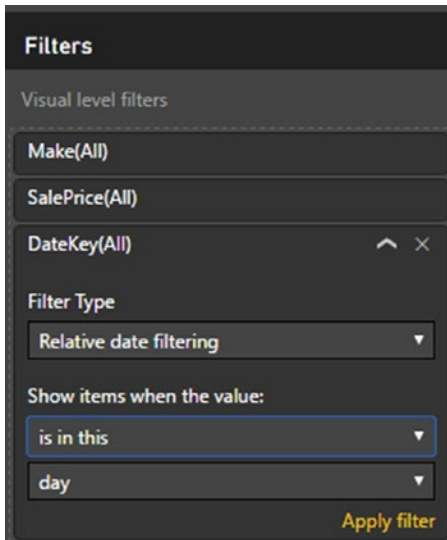 Filters
Visual level filters
Make(All)
SalePrice(All)
DateKey(All)
Filter Type
Relative date filtering
Show items when the value:
is in this
day
Apply filter